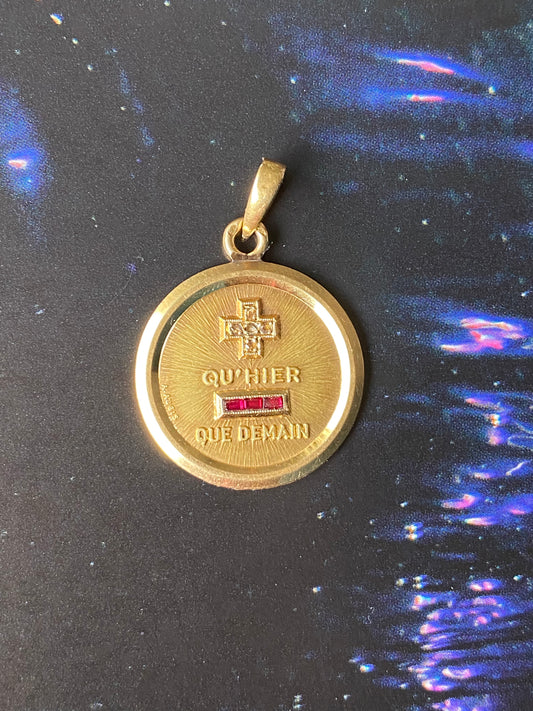 +
QU'HIER
-
QUE DEMAIN